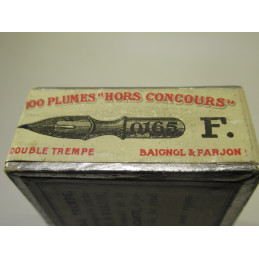 100 PLUMES "HORS CONCOURS"
0165 F.
DOUBLE TREMPE BAIGNOL & FARJON